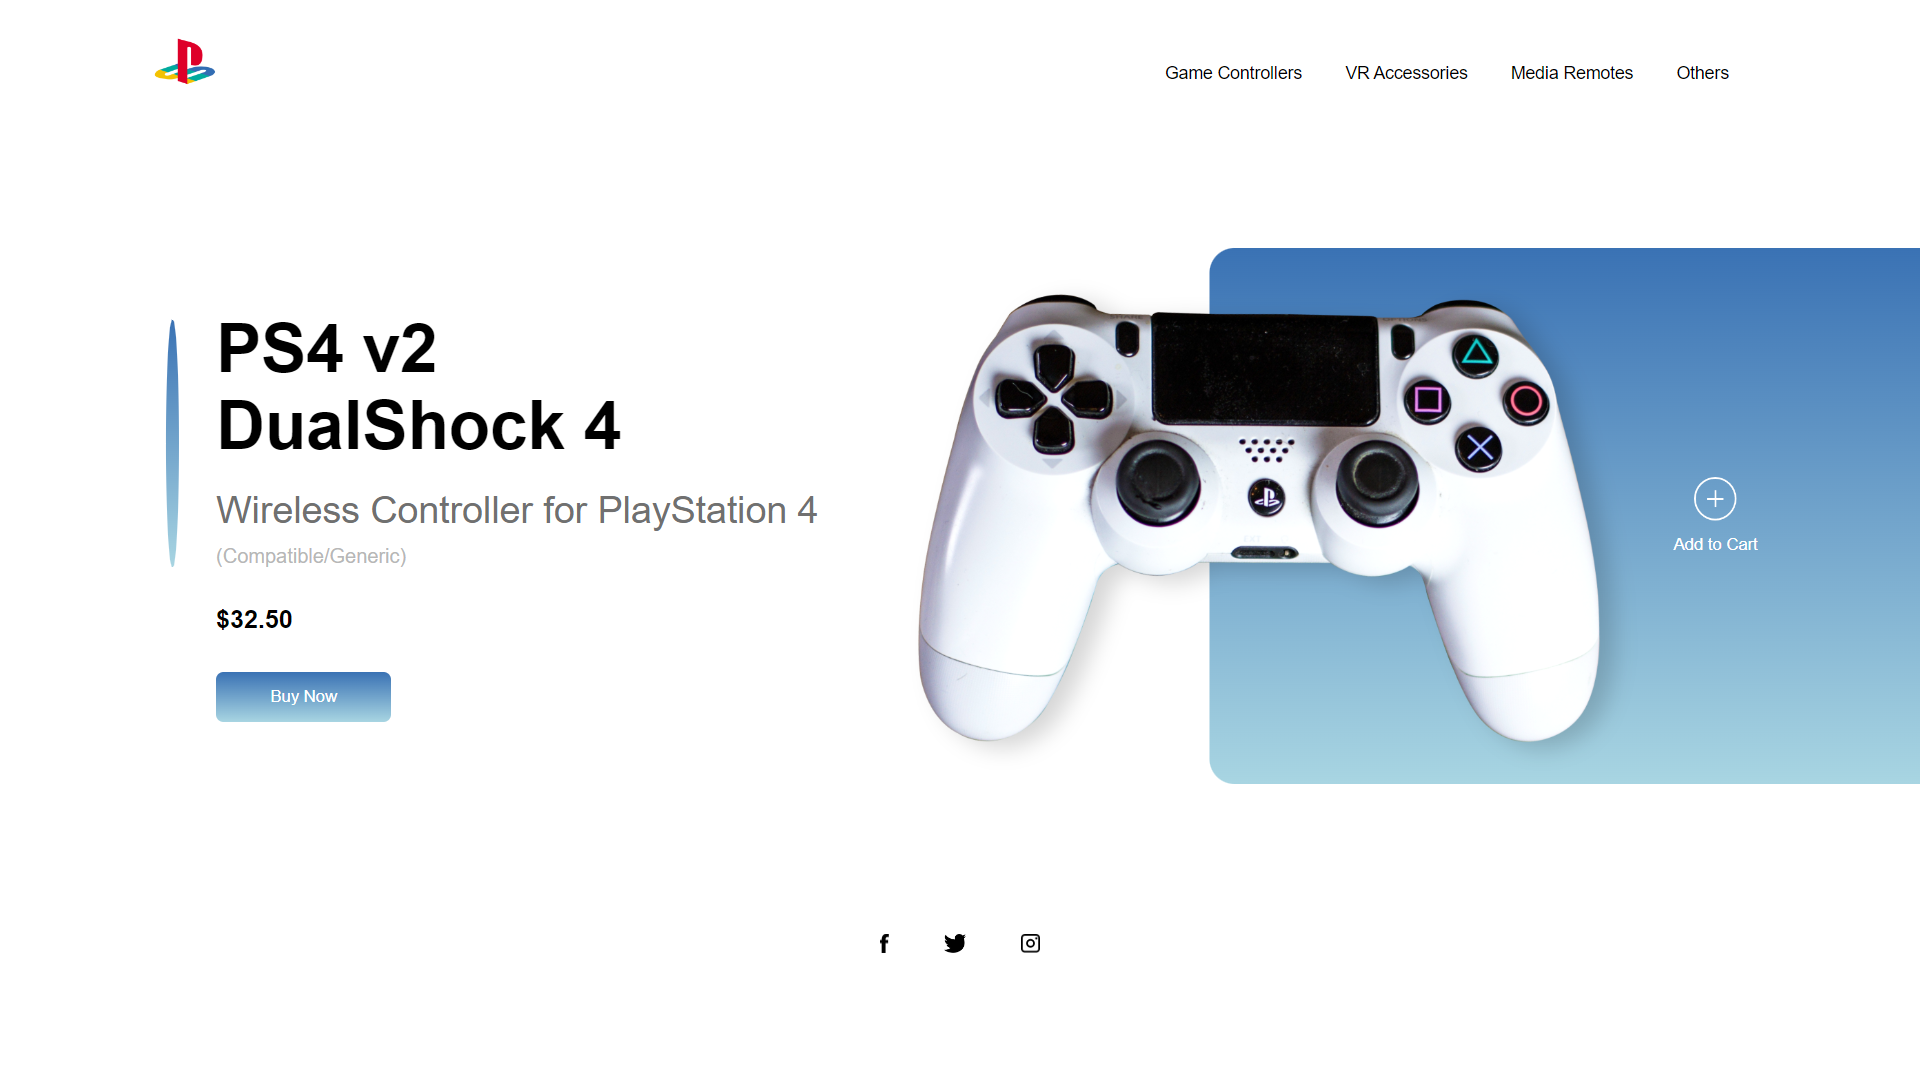 Game Controllers
VR Accessories
Media Remotes
Others
PS4 v2
DualShock 4
Wireless Controller for PlayStation 4
(Compatible/Generic)
$32.50
Buy Now
Add to Cart